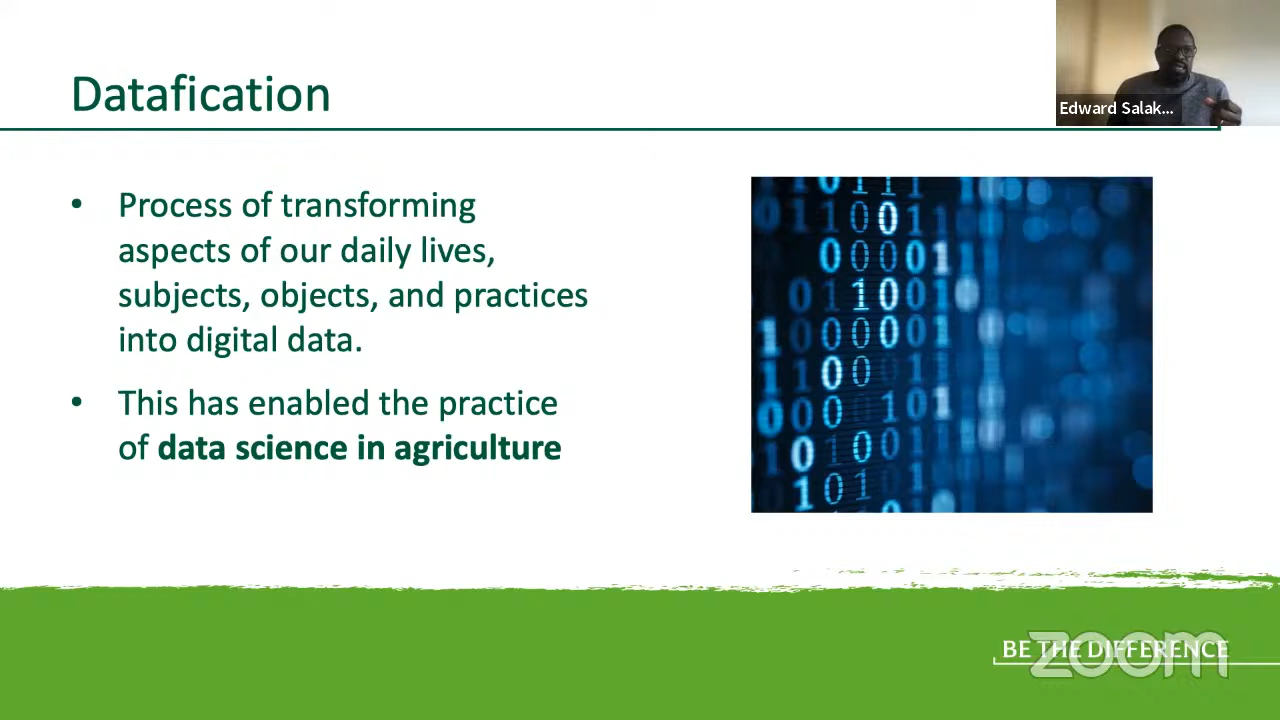 Datafication
Edward Salak...
• Process of transforming
aspects of our daily lives,
subjects, objects, and practices
into digital data.
• This has enabled the practice
of data science in agriculture
BE THE DIFFERENCE
zoom